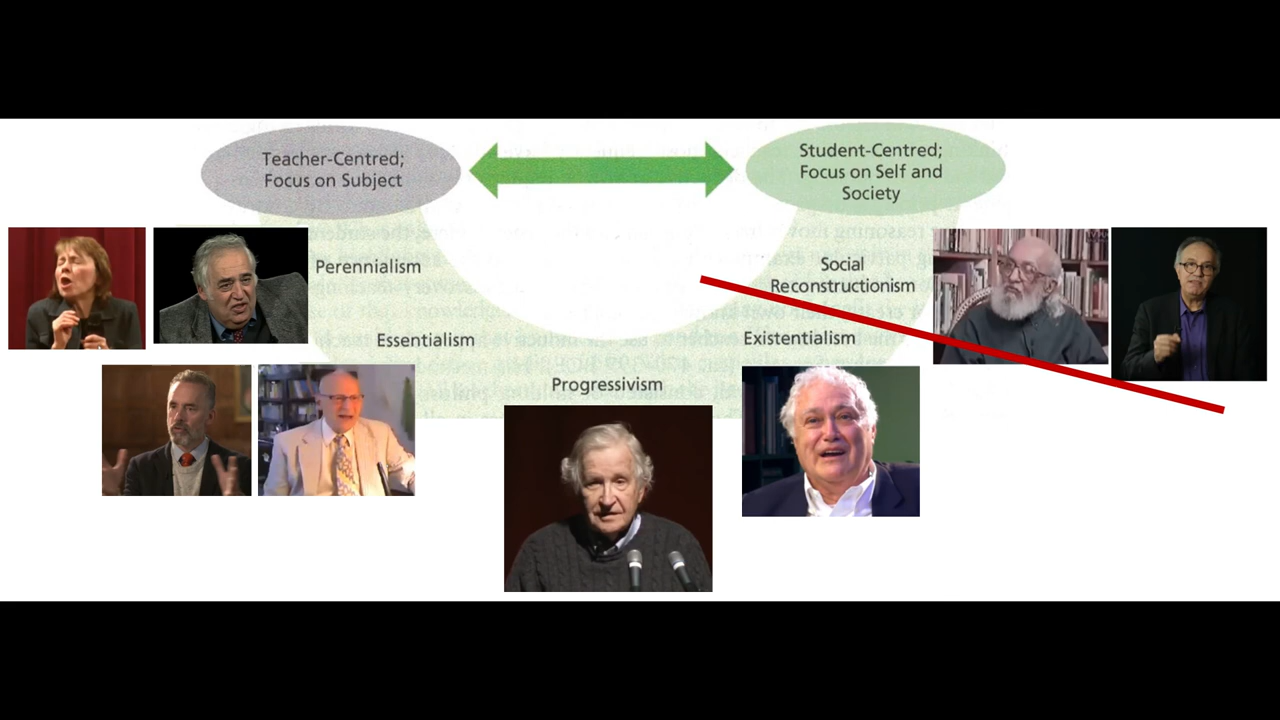 Teacher-Centred;
Focus on Subject
Student-Centred;
Focus on Self and
Society
Perennialism
Social
Reconstructionism
Essentialism
Existentialism
Progressivism